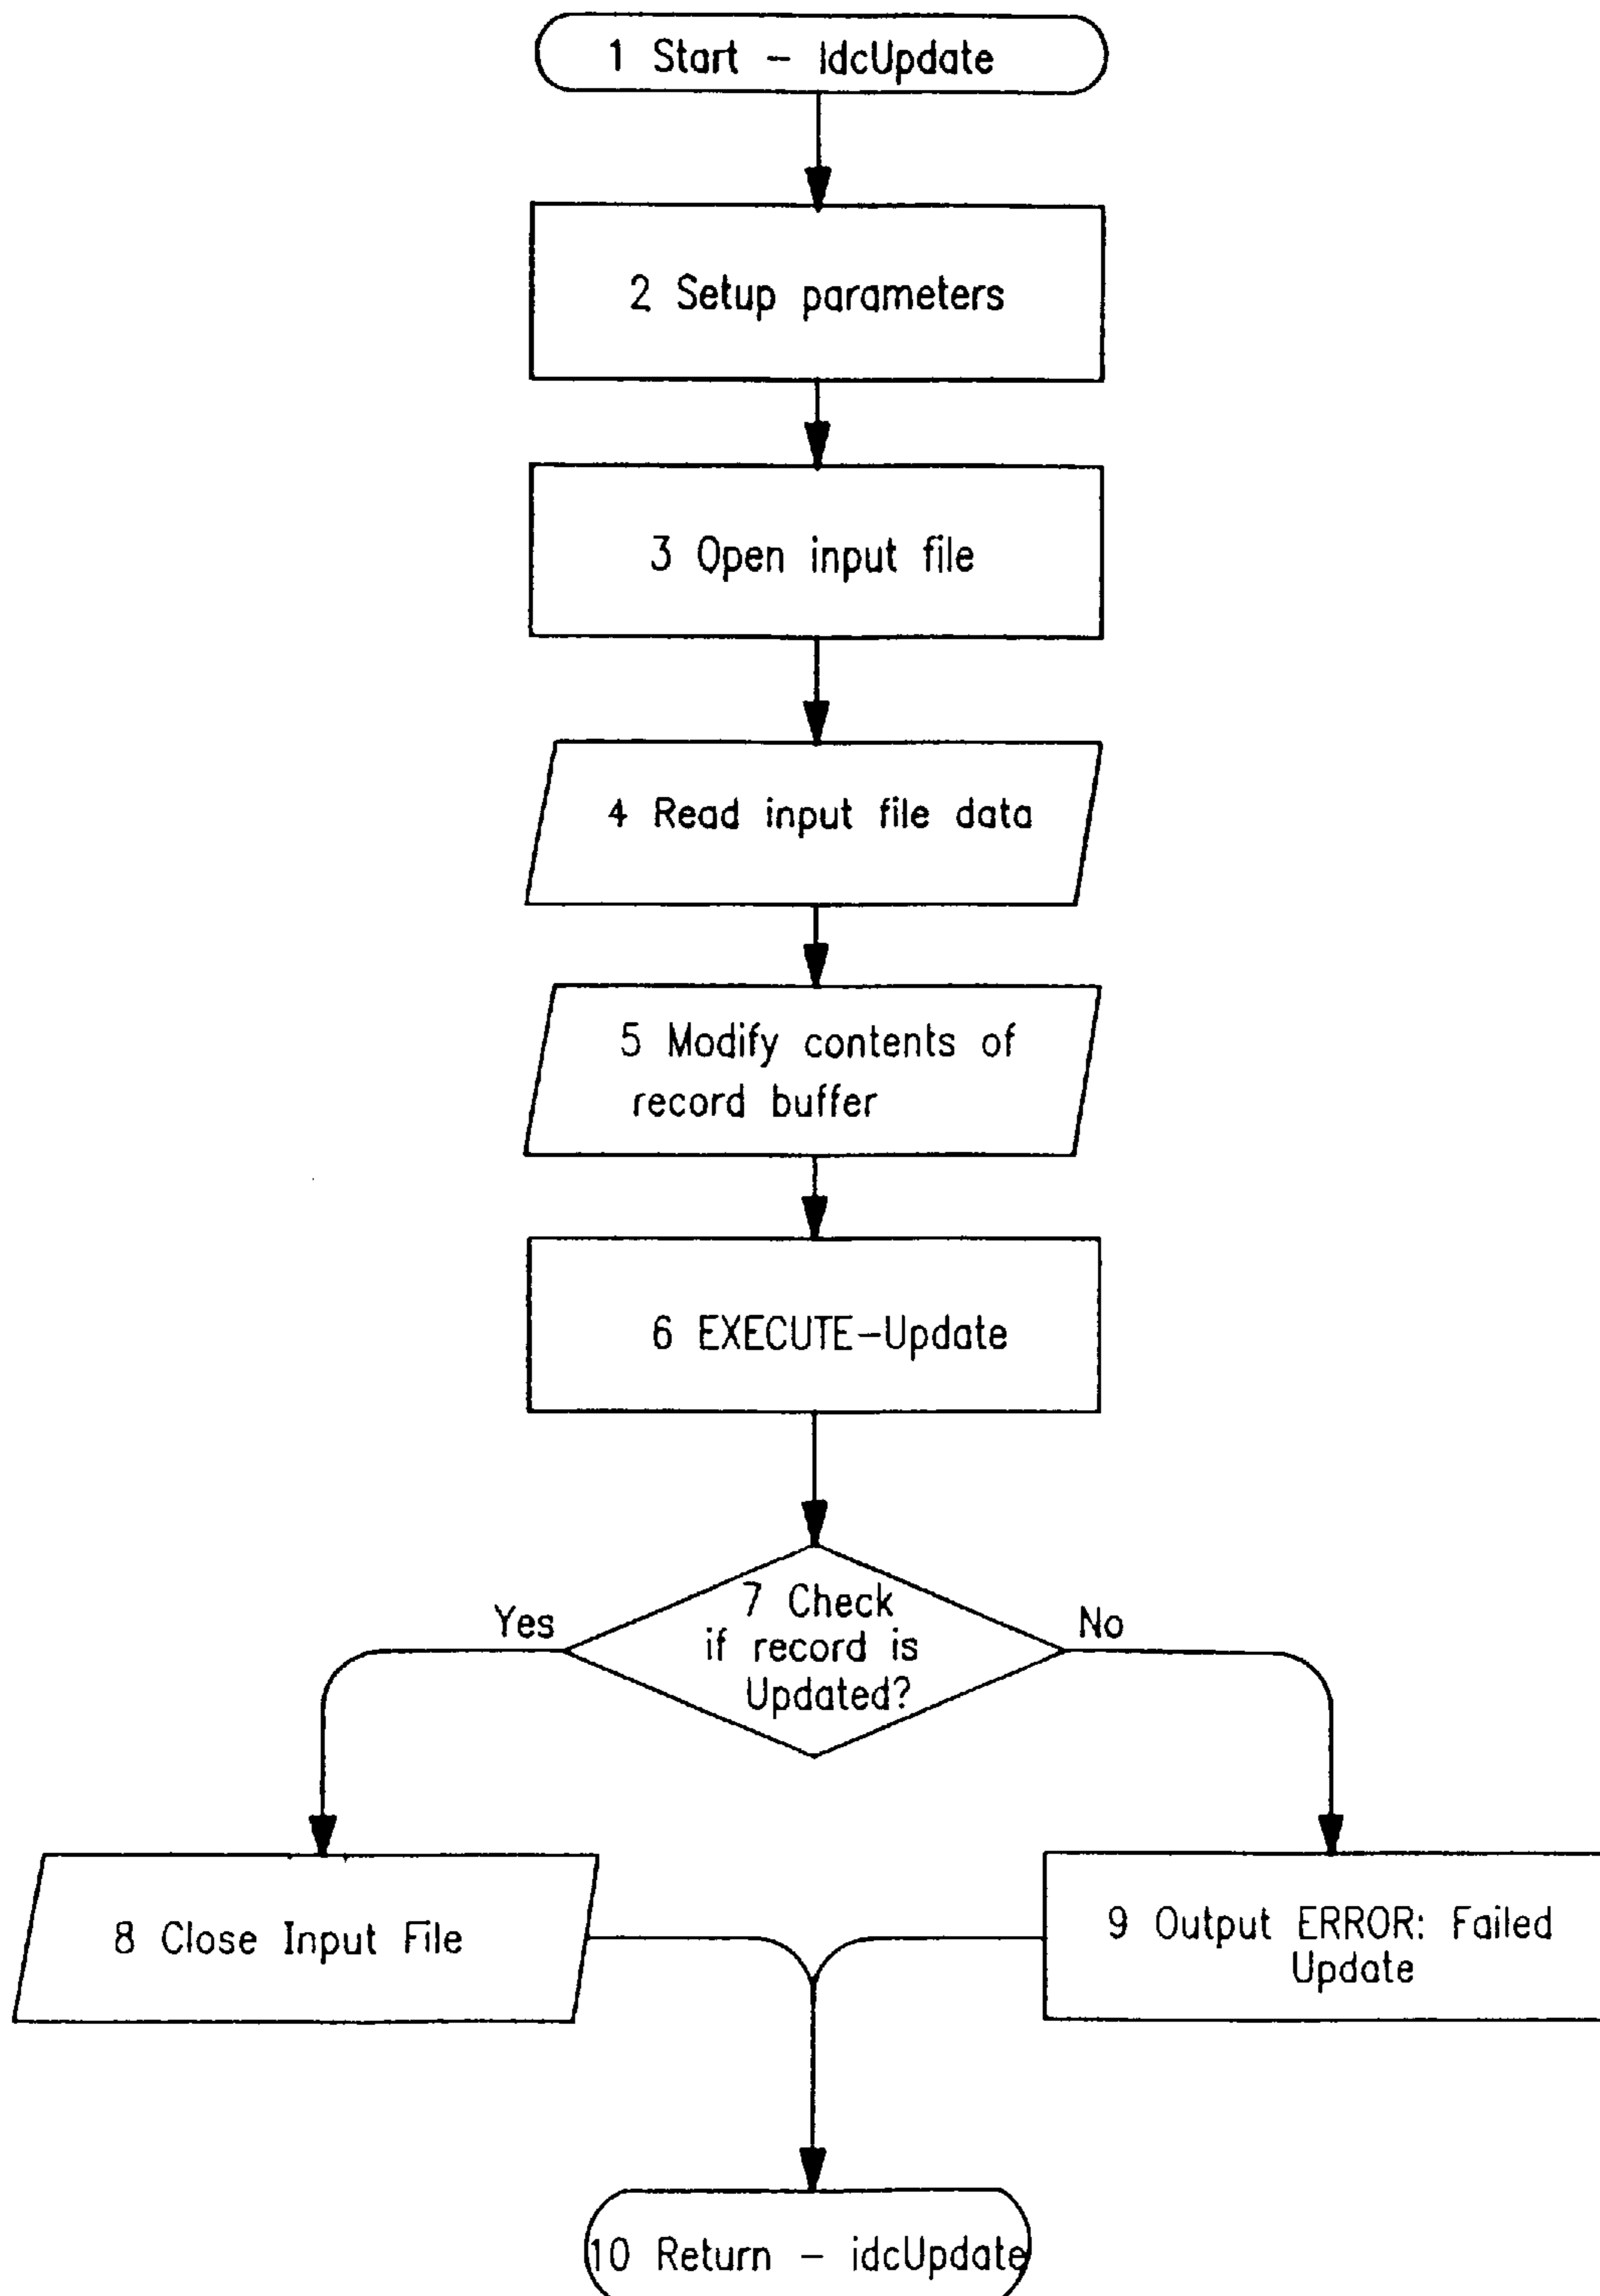 1 Start - IdcUpdate
2 Setup parameters
3 Open input file
4 Read input file data
5 Modify contents of
record buffer
6 EXECUTE-Update
7 Check
if record is
Updated?
Yes
No
8 Close Input File
9 Output ERROR: Failed
Update
10 Return - idcUpdate